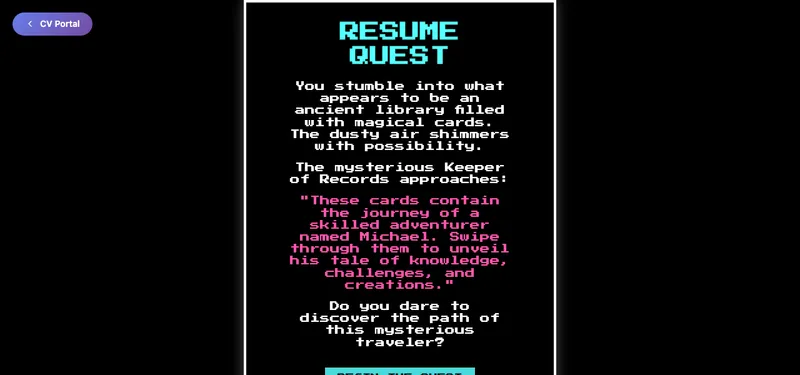 CV Portal
RESUME
QUEST
You stumble into what
appears to be an
ancient library filled
with magical cards.
The dusty air shimmers
with possibility.
The mysterious Keeper
of Records approaches:
"These cards contain
the journey of a
skilled adventurer
named Michael. Swipe
through them to unveil
his tale of knowledge,
challenges, and
creations."
Do you dare to
discover the path of
this mysterious
traveler?
BEGIN THE QUEST